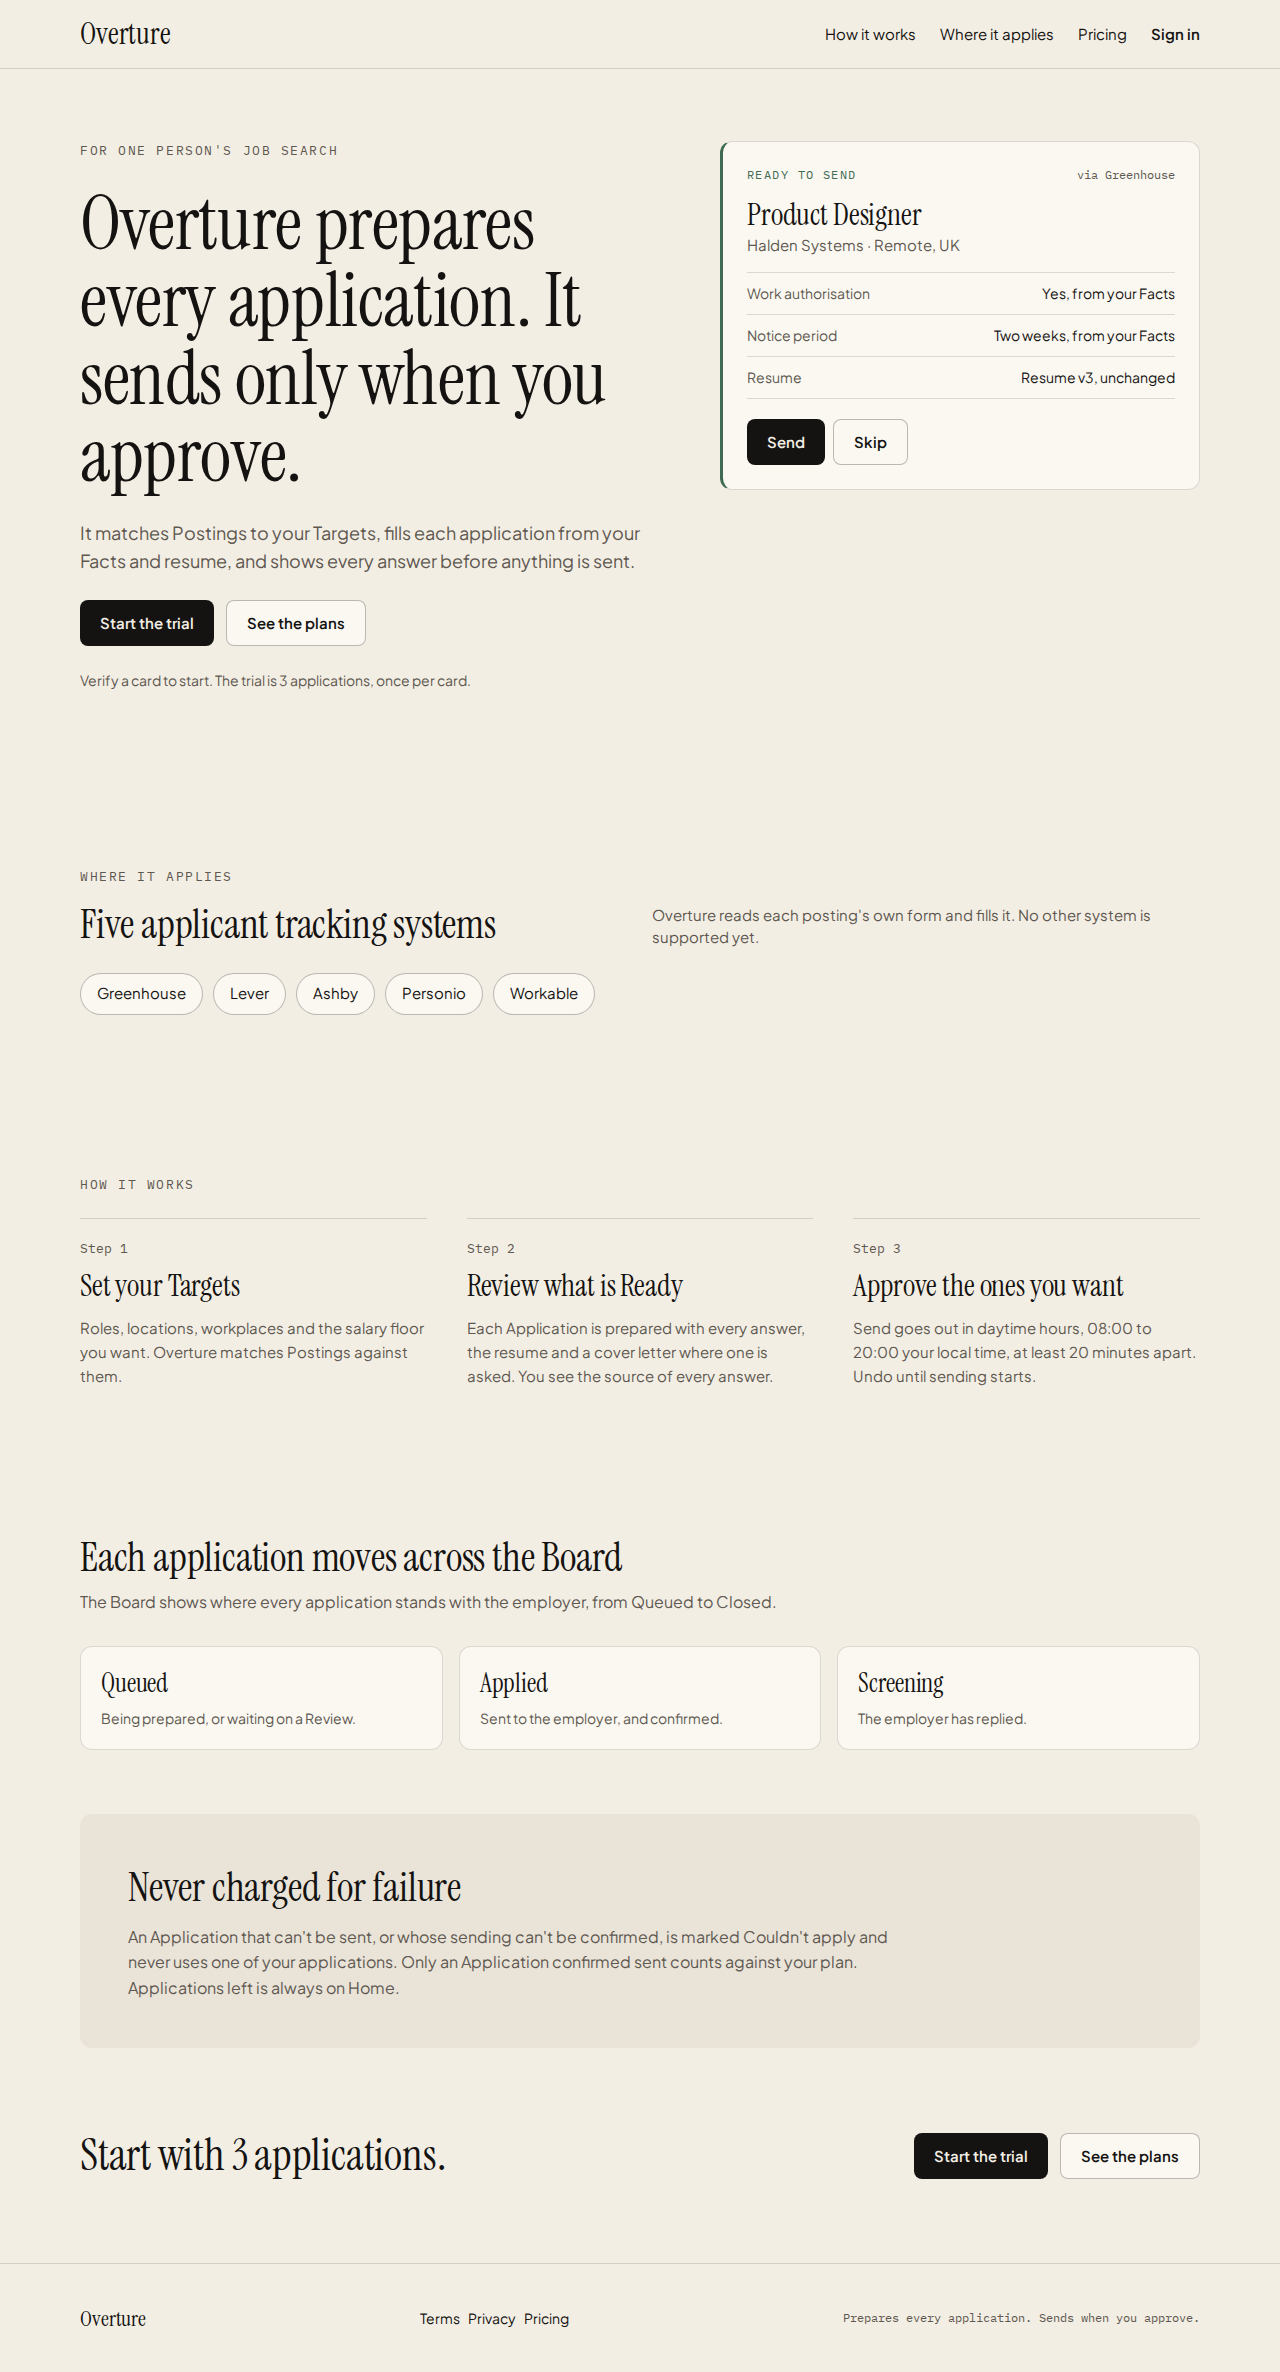 Overture
How it works Where it applies Pricing Sign in
FOR ONE PERSON'S JOB SEARCH
Overture prepares
every application. It
sends only when you
approve.
It matches Postings to your Targets, fills each application from your
Facts and resume, and shows every answer before anything is sent.
Start the trial See the plans
Verify a card to start. The trial is 3 applications, once per card.
READY TO SEND via Greenhouse
Product Designer
Halden Systems · Remote, UK
Work authorisation Yes, from your Facts
Notice period Two weeks, from your Facts
Resume Resume v3, unchanged
Send Skip
WHERE IT APPLIES
Five applicant tracking systems
Overture reads each posting's own form and fills it. No other system is
supported yet.
Greenhouse Lever Ashby Personio Workable
HOW IT WORKS
Step 1
Set your Targets
Roles, locations, workplaces and the salary floor
you want. Overture matches Postings against
them.
Step 2
Review what is Ready
Each Application is prepared with every answer,
the resume and a cover letter where one is
asked. You see the source of every answer.
Step 3
Approve the ones you want
Send goes out in daytime hours, 08:00 to
20:00 your local time, at least 20 minutes apart.
Undo until sending starts.
Each application moves across the Board
The Board shows where every application stands with the employer, from Queued to Closed.
Queued
Being prepared, or waiting on a Review.
Applied
Sent to the employer, and confirmed.
Screening
The employer has replied.
Never charged for failure
An Application that can't be sent, or whose sending can't be confirmed, is marked Couldn't apply and
never uses one of your applications. Only an Application confirmed sent counts against your plan.
Applications left is always on Home.
Start with 3 applications.
Start the trial See the plans
Overture
Terms Privacy Pricing
Prepares every application. Sends when you approve.